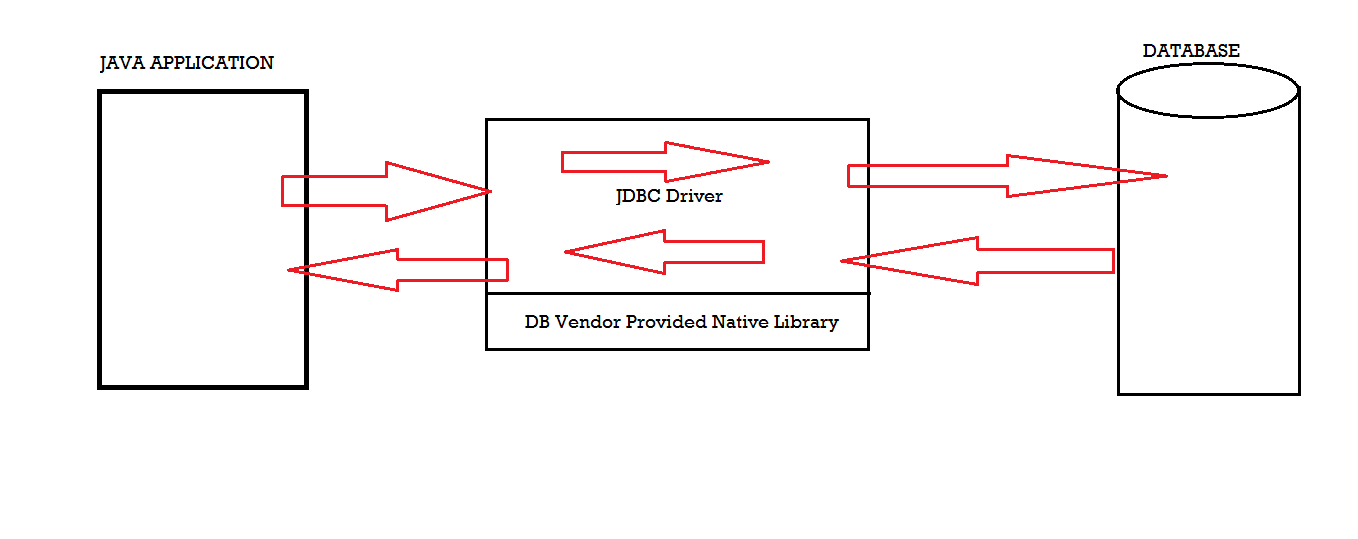 JAVA APPLICATION
DATABASE
JDBC Driver
DB Vendor Provided Native Library